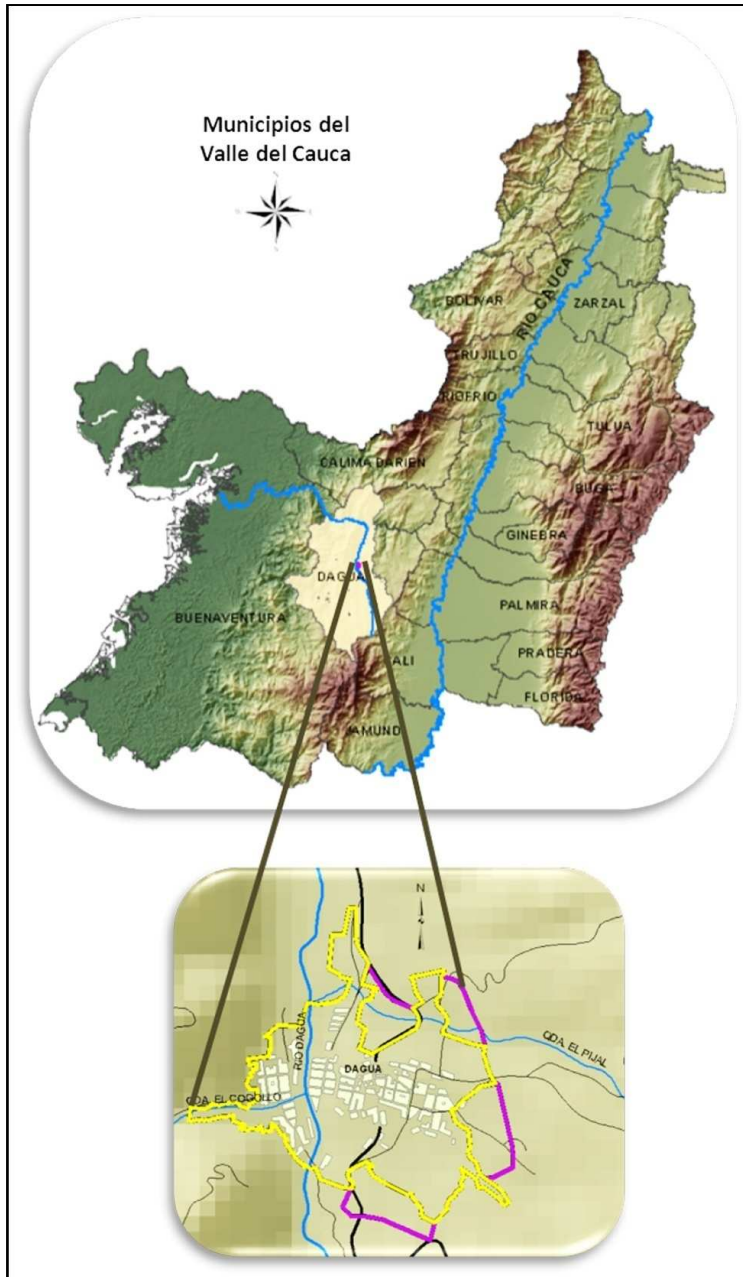 Municipios del
Valle del Cauca
BOLIVAR
RIO CAUCA
ZARZAL
TRUJILLO
RIOFRIO
TULUA
CALIMA DARIEN
BUGA
GINEBRA
DAGUA
PALMIRA
BUENAVENTURA
PRADERA
ALI
FLORIDA
JAMUND
N
RIO DAGUA
QDA. EL PIJAL
DAGUA
QDA. EL COGOLLO